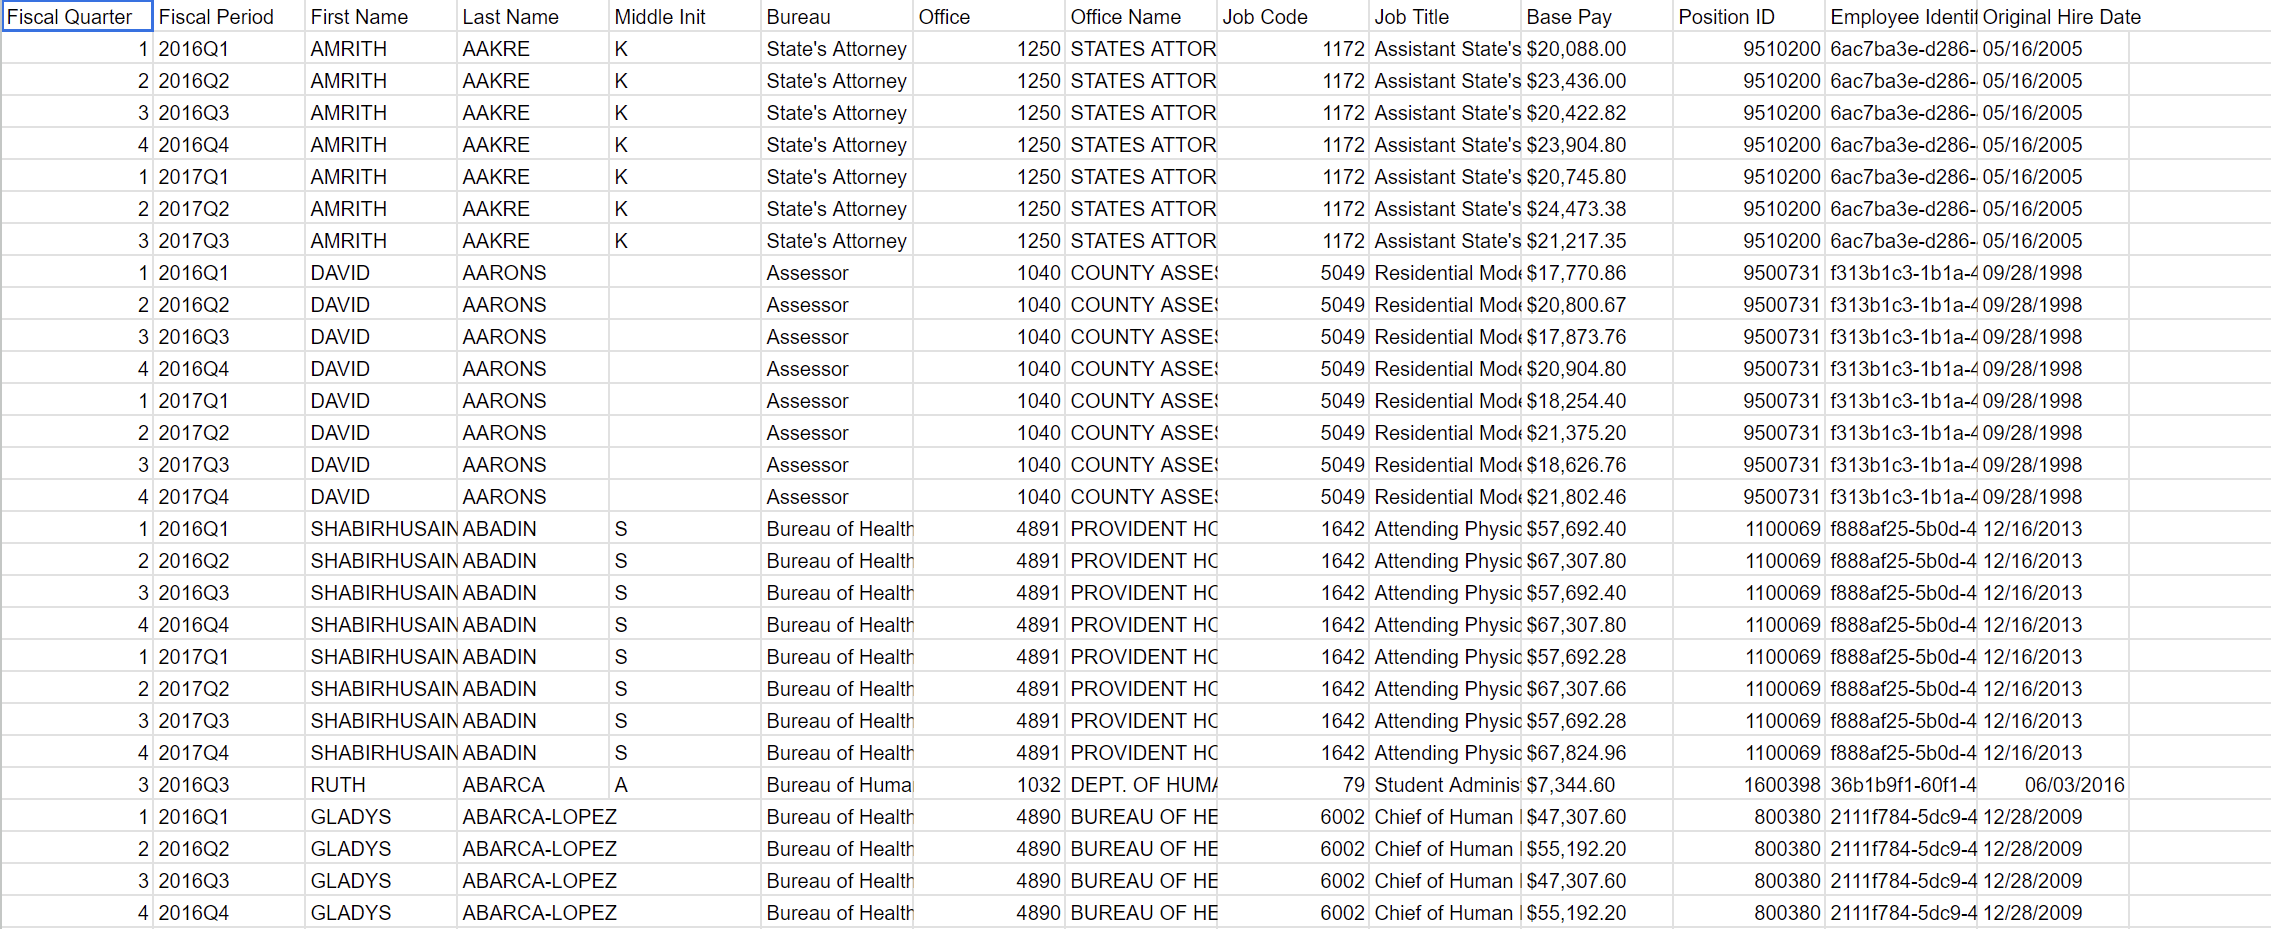 Fiscal Quarter Fiscal Period First Name Last Name Middle Init Bureau Office Office Name Job Code Job Title Base Pay Position ID Employee Identif Original Hire Date
1 2016Q1 AMRITH AAKRE K State's Attorney 1250 STATES ATTOR 1172 Assistant State's $20,088.00 9510200 6ac7ba3e-d286- 05/16/2005
2 2016Q2 AMRITH AAKRE K State's Attorney 1250 STATES ATTOR 1172 Assistant State's $23,436.00 9510200 6ac7ba3e-d286- 05/16/2005
3 2016Q3 AMRITH AAKRE K State's Attorney 1250 STATES ATTOR 1172 Assistant State's $20,422.82 9510200 6ac7ba3e-d286- 05/16/2005
4 2016Q4 AMRITH AAKRE K State's Attorney 1250 STATES ATTOR 1172 Assistant State's $23,904.80 9510200 6ac7ba3e-d286- 05/16/2005
1 2017Q1 AMRITH AAKRE K State's Attorney 1250 STATES ATTOR 1172 Assistant State's $20,745.80 9510200 6ac7ba3e-d286- 05/16/2005
2 2017Q2 AMRITH AAKRE K State's Attorney 1250 STATES ATTOR 1172 Assistant State's $24,473.38 9510200 6ac7ba3e-d286- 05/16/2005
3 2017Q3 AMRITH AAKRE K State's Attorney 1250 STATES ATTOR 1172 Assistant State's $21,217.35 9510200 6ac7ba3e-d286- 05/16/2005
1 2016Q1 DAVID AARONS Assessor 1040 COUNTY ASSES 5049 Residential Mode $17,770.86 9500731 f313b1c3-1b1a-4 09/28/1998
2 2016Q2 DAVID AARONS Assessor 1040 COUNTY ASSES 5049 Residential Mode $20,800.67 9500731 f313b1c3-1b1a-4 09/28/1998
3 2016Q3 DAVID AARONS Assessor 1040 COUNTY ASSES 5049 Residential Mode $17,873.76 9500731 f313b1c3-1b1a-4 09/28/1998
4 2016Q4 DAVID AARONS Assessor 1040 COUNTY ASSES 5049 Residential Mode $20,904.80 9500731 f313b1c3-1b1a-4 09/28/1998
1 2017Q1 DAVID AARONS Assessor 1040 COUNTY ASSES 5049 Residential Mode $18,254.40 9500731 f313b1c3-1b1a-4 09/28/1998
2 2017Q2 DAVID AARONS Assessor 1040 COUNTY ASSES 5049 Residential Mode $21,375.20 9500731 f313b1c3-1b1a-4 09/28/1998
3 2017Q3 DAVID AARONS Assessor 1040 COUNTY ASSES 5049 Residential Mode $18,626.76 9500731 f313b1c3-1b1a-4 09/28/1998
4 2017Q4 DAVID AARONS Assessor 1040 COUNTY ASSES 5049 Residential Mode $21,802.46 9500731 f313b1c3-1b1a-4 09/28/1998
1 2016Q1 SHABIRHUSAIN ABADIN S Bureau of Health 4891 PROVIDENT HO 1642 Attending Physic $57,692.40 1100069 f888af25-5b0d-4 12/16/2013
2 2016Q2 SHABIRHUSAIN ABADIN S Bureau of Health 4891 PROVIDENT HO 1642 Attending Physic $67,307.80 1100069 f888af25-5b0d-4 12/16/2013
3 2016Q3 SHABIRHUSAIN ABADIN S Bureau of Health 4891 PROVIDENT HO 1642 Attending Physic $57,692.40 1100069 f888af25-5b0d-4 12/16/2013
4 2016Q4 SHABIRHUSAIN ABADIN S Bureau of Health 4891 PROVIDENT HO 1642 Attending Physic $67,307.80 1100069 f888af25-5b0d-4 12/16/2013
1 2017Q1 SHABIRHUSAIN ABADIN S Bureau of Health 4891 PROVIDENT HO 1642 Attending Physic $57,692.28 1100069 f888af25-5b0d-4 12/16/2013
2 2017Q2 SHABIRHUSAIN ABADIN S Bureau of Health 4891 PROVIDENT HO 1642 Attending Physic $67,307.66 1100069 f888af25-5b0d-4 12/16/2013
3 2017Q3 SHABIRHUSAIN ABADIN S Bureau of Health 4891 PROVIDENT HO 1642 Attending Physic $57,692.28 1100069 f888af25-5b0d-4 12/16/2013
4 2017Q4 SHABIRHUSAIN ABADIN S Bureau of Health 4891 PROVIDENT HO 1642 Attending Physic $67,824.96 1100069 f888af25-5b0d-4 12/16/2013
3 2016Q3 RUTH ABARCA A Bureau of Huma 1032 DEPT. OF HUMA 79 Student Adminis $7,344.60 1600398 36b1b9f1-60f1-4 06/03/2016
1 2016Q1 GLADYS ABARCA-LOPEZ Bureau of Health 4890 BUREAU OF HE 6002 Chief of Human $47,307.60 800380 2111f784-5dc9-4 12/28/2009
2 2016Q2 GLADYS ABARCA-LOPEZ Bureau of Health 4890 BUREAU OF HE 6002 Chief of Human $55,192.20 800380 2111f784-5dc9-4 12/28/2009
3 2016Q3 GLADYS ABARCA-LOPEZ Bureau of Health 4890 BUREAU OF HE 6002 Chief of Human $47,307.60 800380 2111f784-5dc9-4 12/28/2009
4 2016Q4 GLADYS ABARCA-LOPEZ Bureau of Health 4890 BUREAU OF HE 6002 Chief of Human $55,192.20 800380 2111f784-5dc9-4 12/28/2009